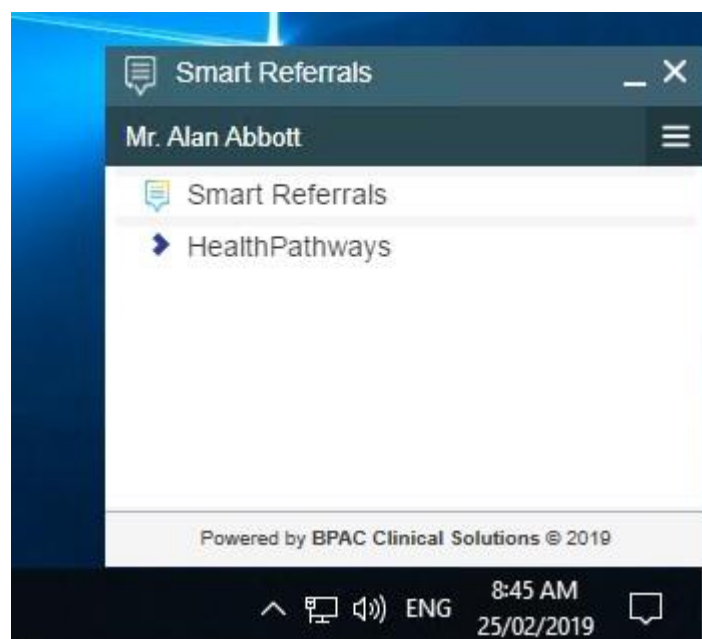 Smart Referrals
Mr. Alan Abbott
Smart Referrals
HealthPathways
Powered by BPAC Clinical Solutions © 2019
ENG
8:45 AM
25/02/2019